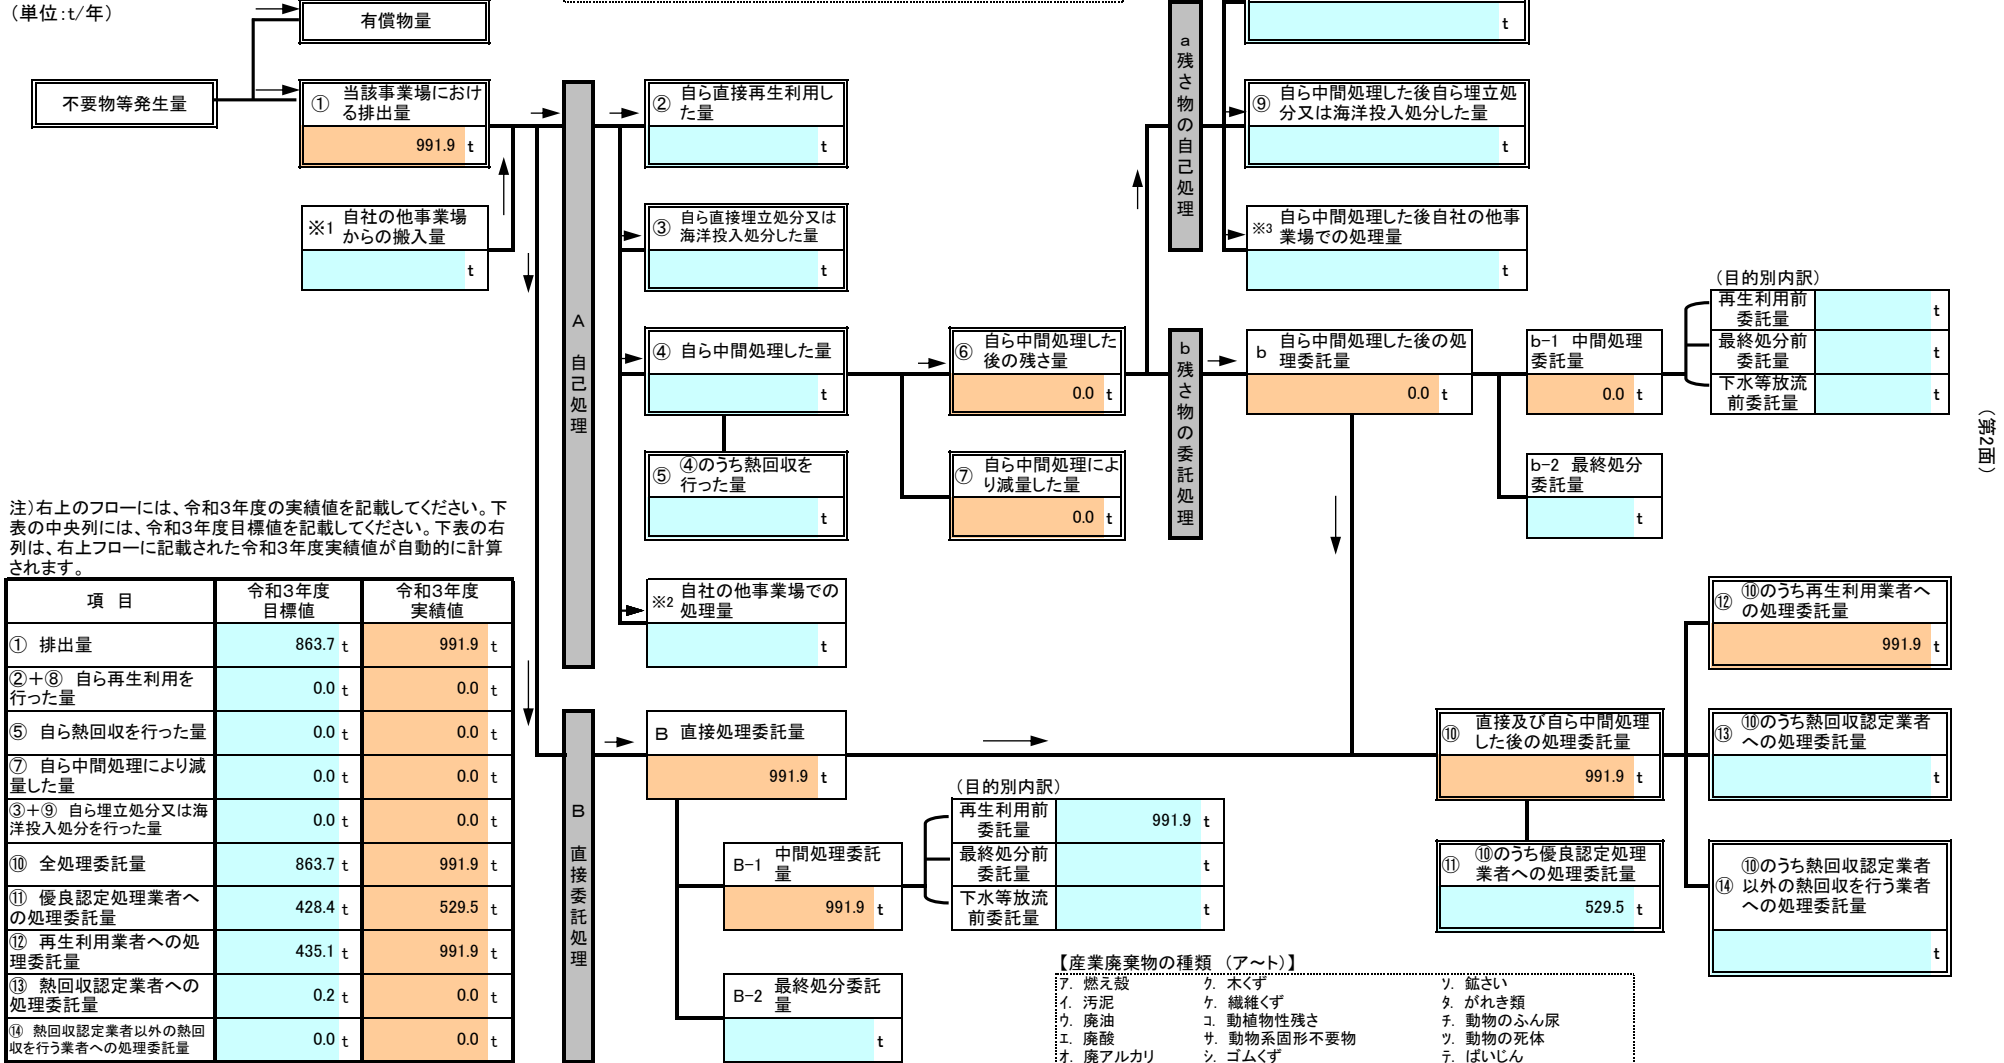 （単位：t/年）
有償物量
不要物等発生量
① 当該事業場におけ
る排出量
991.9 t
※1 自社の他事業場
からの搬入量
t
A 自己処理
② 自ら直接再生利用し
た量
t
③ 自ら直接埋立処分又は
海洋投入処分した量
t
④ 自ら中間処理した量
t
⑤ ④のうち熱回収を
行った量
t
※2 自社の他事業場での
処理量
t
⑥ 自ら中間処理した
後の残さ量
0.0 t
⑦ 自ら中間処理によ
り減量した量
0.0 t
a 残さ物の自己処理
t
⑨ 自ら中間処理した後自ら埋立処
分又は海洋投入処分した量
t
※3 自ら中間処理した後自社の他事
業場での処理量
t
b 残さ物の委託処理
b 自ら中間処理した後の処
理委託量
0.0 t
b-1 中間処理
委託量
0.0 t
b-2 最終処分
委託量
t
（目的別内訳）
再生利用前
委託量
t
最終処分前
委託量
t
下水等放流
前委託量
t
（第2面）
注）右上のフローには、令和3年度の実績値を記載してください。下
表の中央列には、令和3年度目標値を記載してください。下表の右
列は、右上フローに記載された令和3年度実績値が自動的に計算
されます。
項 目 令和3年度 目標値 令和3年度 実績値
① 排出量 863.7 t 991.9 t
②＋⑧ 自ら再生利用を
行った量 0.0 t 0.0 t
⑤ 自ら熱回収を行った量 0.0 t 0.0 t
⑦ 自ら中間処理により減
量した量 0.0 t 0.0 t
③＋⑨ 自ら埋立処分又は海
洋投入処分を行った量 0.0 t 0.0 t
⑩ 全処理委託量 863.7 t 991.9 t
⑪ 優良認定処理業者へ
の処理委託量 428.4 t 529.5 t
⑫ 再生利用業者への処
理委託量 435.1 t 991.9 t
⑬ 熱回収認定業者への
処理委託量 0.2 t 0.0 t
⑭ 熱回収認定業者以外の熱回
収を行う業者への処理委託量 0.0 t 0.0 t
B 直接委託処理
B 直接処理委託量
991.9 t
B-1 中間処理委託
量
991.9 t
B-2 最終処分委託
量
t
（目的別内訳）
再生利用前
委託量
991.9 t
最終処分前
委託量
t
下水等放流
前委託量
t
⑩ 直接及び自ら中間処理
した後の処理委託量
991.9 t
⑪ ⑩のうち優良認定処理
業者への処理委託量
529.5 t
⑫ ⑩のうち再生利用業者へ
の処理委託量
991.9 t
⑬ ⑩のうち熱回収認定業者
への処理委託量
t
⑭ ⑩のうち熱回収認定業者
以外の熱回収を行う業者
への処理委託量
t
【産業廃棄物の種類 （ア～ト）】
ア. 燃え殻 ク. 木くず ソ. 鉱さい
イ. 汚泥 ケ. 繊維くず タ. がれき類
ウ. 廃油 コ. 動植物性残さ チ. 動物のふん尿
エ. 廃酸 サ. 動物系固形不要物 ツ. 動物の死体
オ. 廃アルカリ シ. ゴムくず テ. ばいじん